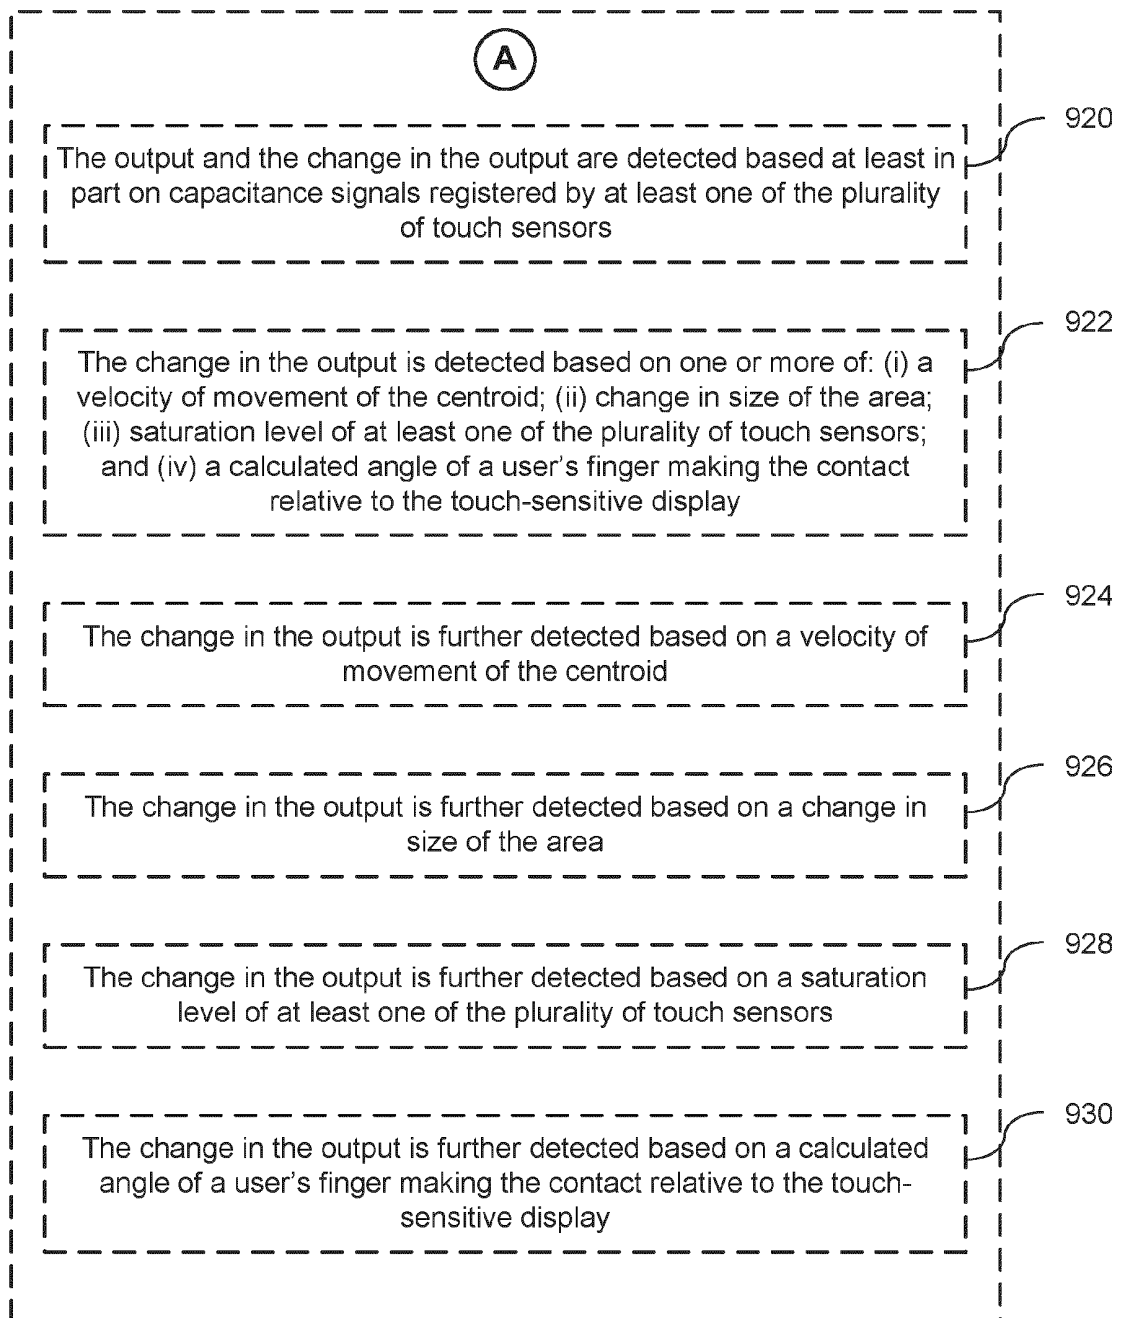 A
920
The output and the change in the output are detected based at least in
part on capacitance signals registered by at least one of the plurality
of touch sensors
922
The change in the output is detected based on one or more of: (i) a
velocity of movement of the centroid; (ii) change in size of the area;
(iii) saturation level of at least one of the plurality of touch sensors;
and (iv) a calculated angle of a user's finger making the contact
relative to the touch-sensitive display
924
The change in the output is further detected based on a velocity of
movement of the centroid
926
The change in the output is further detected based on a change in
size of the area
928
The change in the output is further detected based on a saturation
level of at least one of the plurality of touch sensors
930
The change in the output is further detected based on a calculated
angle of a user's finger making the contact relative to the touch-
sensitive display